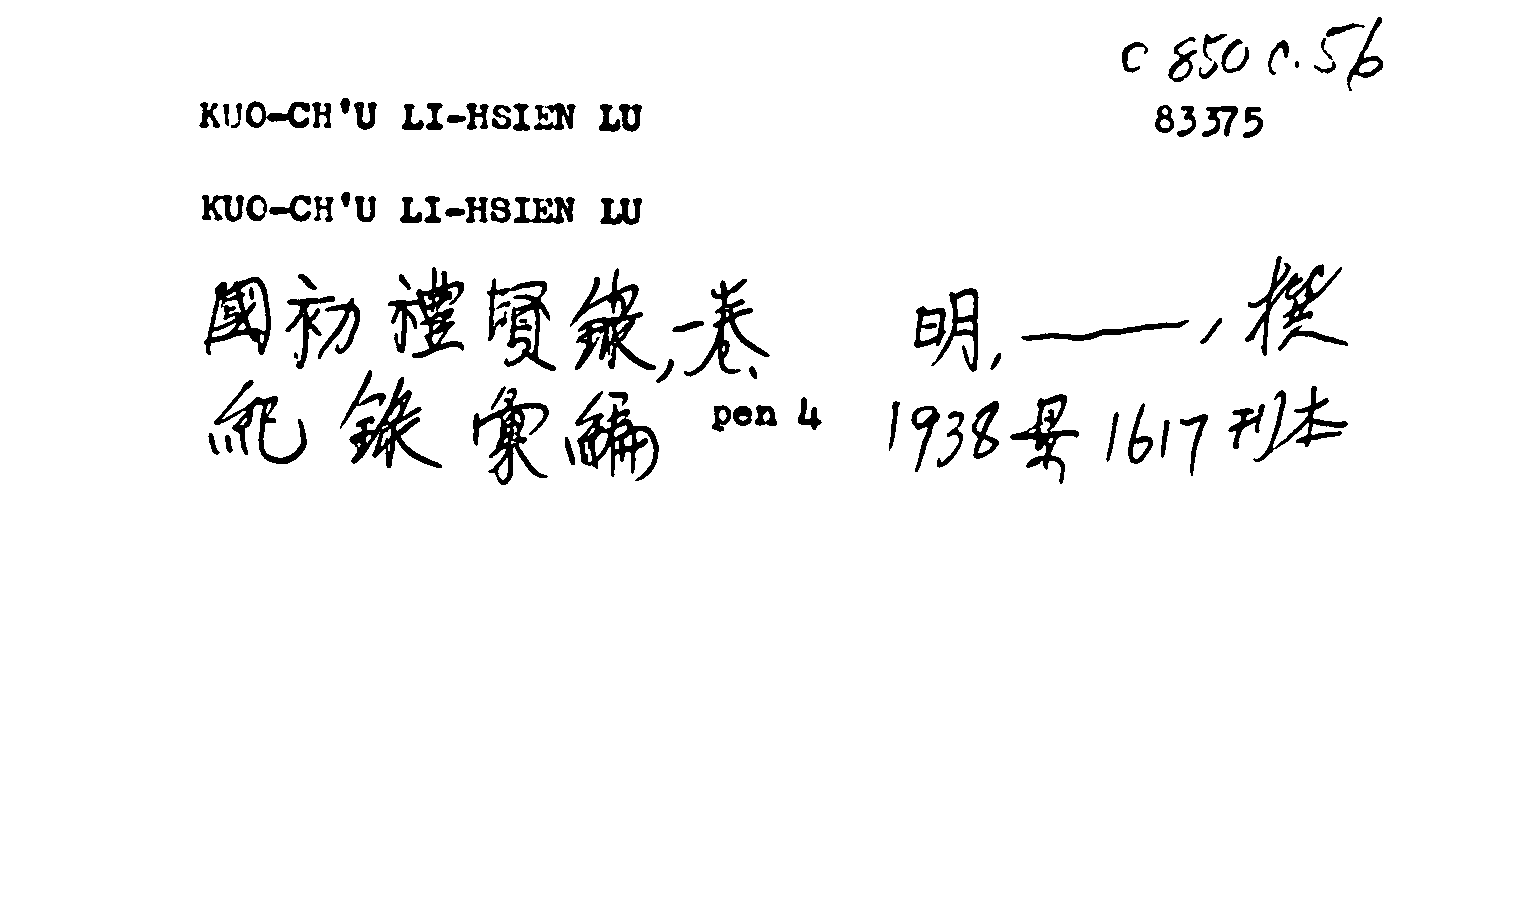 C 850 C. 56
KUO-CH'U LI-HSIEN LU
83375
KUO-CH'U LI-HSIEN LU
國初禮賢錄,一卷、 明,——,撰
紀錄彙編 pen 4 1938景1617刊本